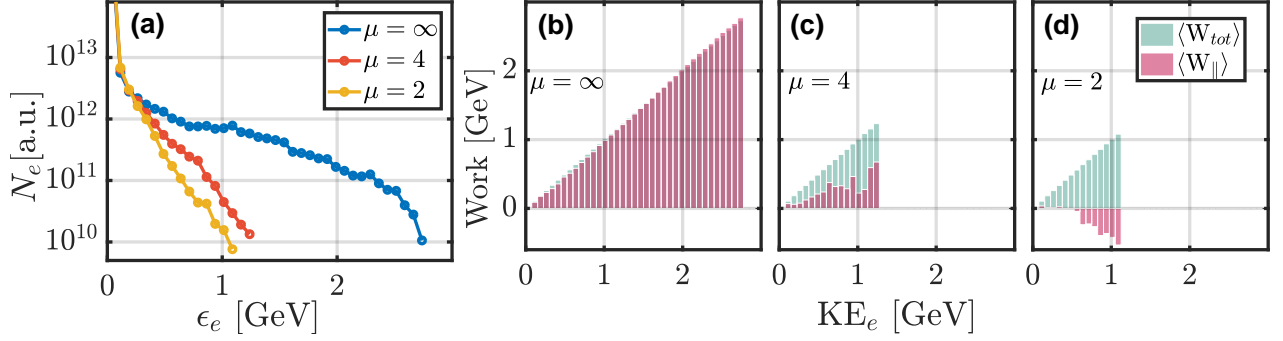 (a)
μ = ∞
μ = 4
μ = 2
10^13
10^12
10^11
10^10
N_e[a.u.]
1
2
ϵ_e [GeV]
(b)
μ = ∞
2
1
0
Work [GeV]
0
1
2
(c)
μ = 4
0
1
2
KE_e [GeV]
(d)
μ = 2
⟨W_tot⟩
⟨W_∥⟩
0
1
2